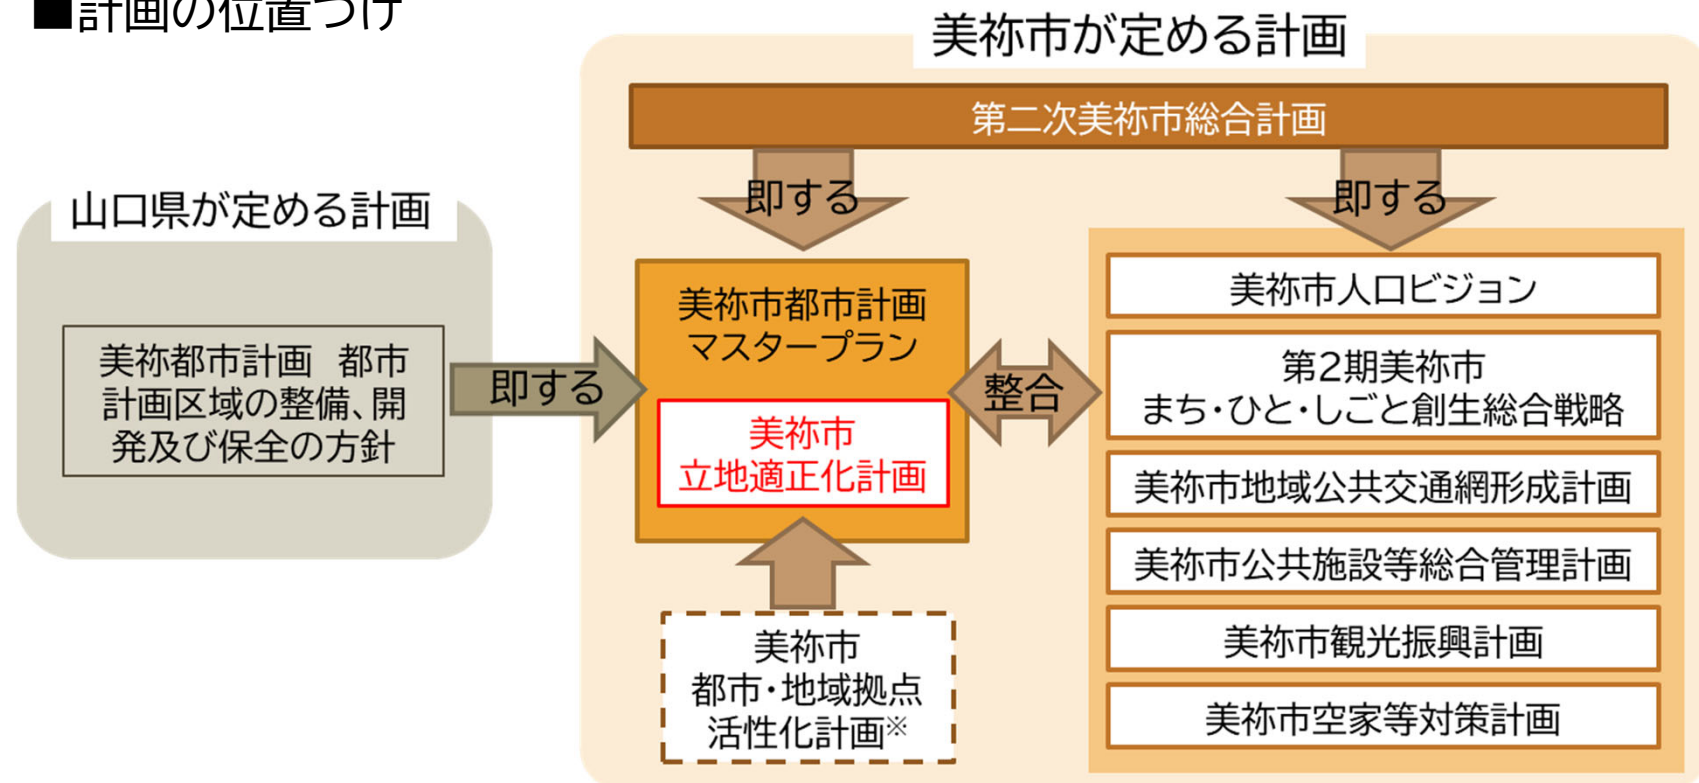 ■計画の位置づけ
美祢市が定める計画
第二次美祢市総合計画
即する
即する
山口県が定める計画
美祢都市計画　都市
計画区域の整備、開
発及び保全の方針
即する
美祢市都市計画
マスタープラン
美祢市
立地適正化計画
整合
美祢市
都市・地域拠点
活性化計画※
美祢市人口ビジョン
第2期美祢市
まち・ひと・しごと創生総合戦略
美祢市地域公共交通網形成計画
美祢市公共施設等総合管理計画
美祢市観光振興計画
美祢市空家等対策計画